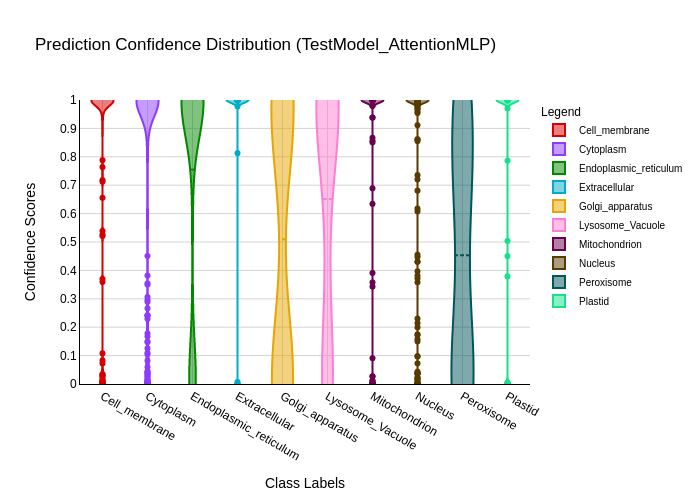 Prediction Confidence Distribution (TestModel_AttentionMLP)
Legend
Cell_membrane
Cytoplasm
Endoplasmic_reticulum
Extracellular
Golgi_apparatus
Lysosome_Vacuole
Mitochondrion
Nucleus
Peroxisome
Plastid
Confidence Scores
1
0.9
0.8
0.7
0.6
0.5
0.4
0.3
0.2
0.1
0
Cell_membrane
Cytoplasm
Endoplasmic_reticulum
Extracellular
Golgi_apparatus
Lysosome_Vacuole
Mitochondrion
Nucleus
Peroxisome
Plastid
Class Labels